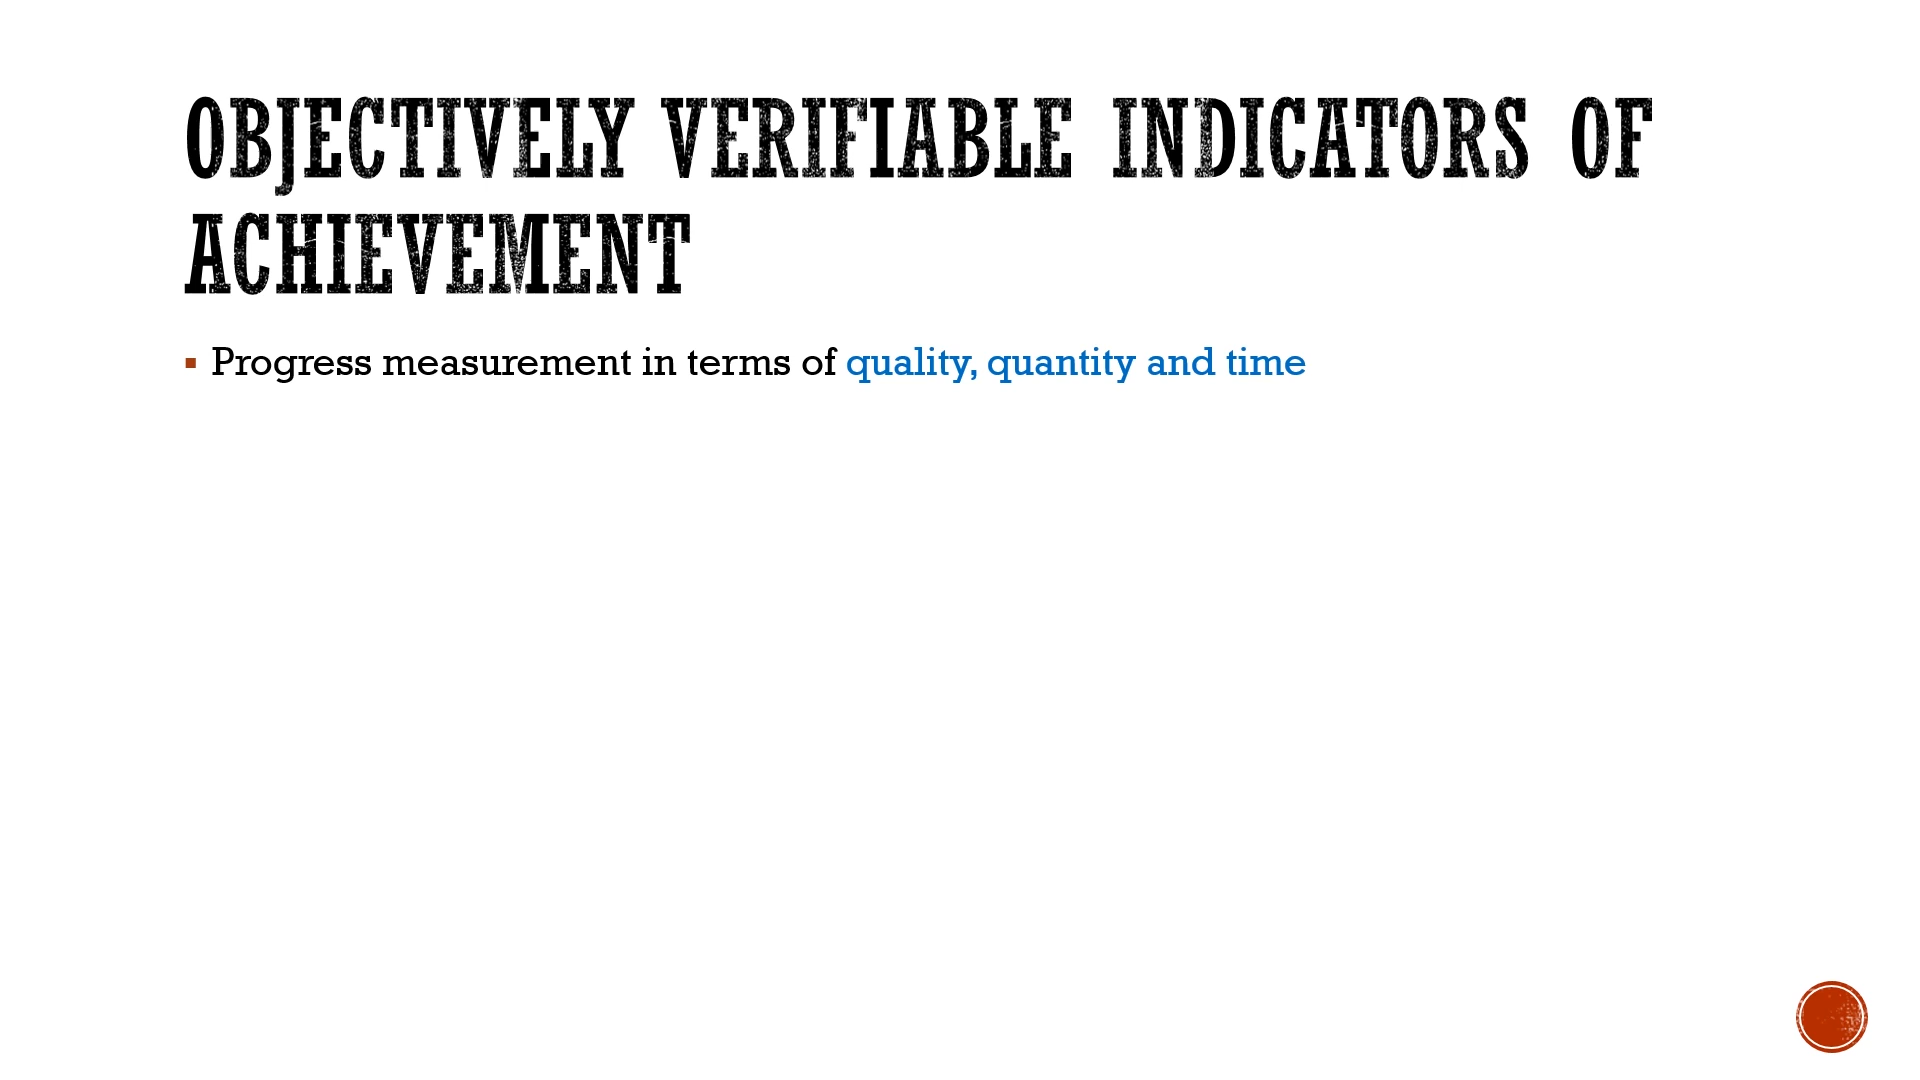 OBJECTIVELY VERIFIABLE INDICATORS OF
ACHIEVEMENT
▪ Progress measurement in terms of quality, quantity and time